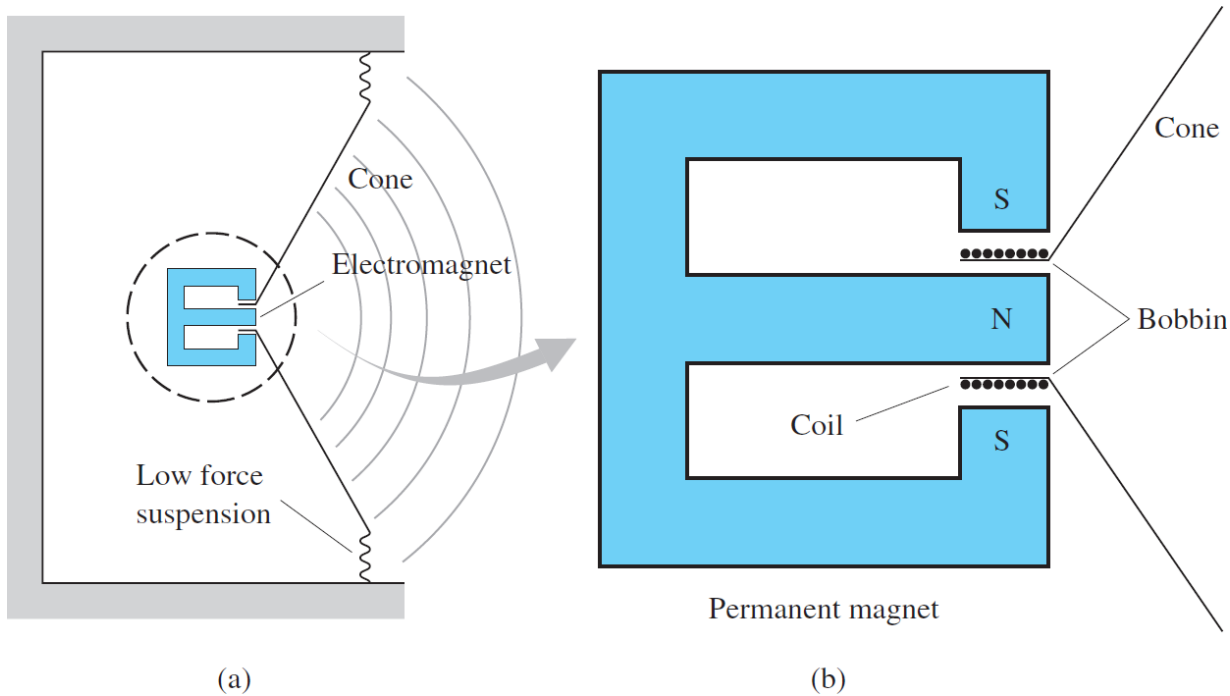 Cone
Electromagnet
Low force
suspension
(a)
S
Cone
N
Bobbin
Coil
S
Permanent magnet
(b)